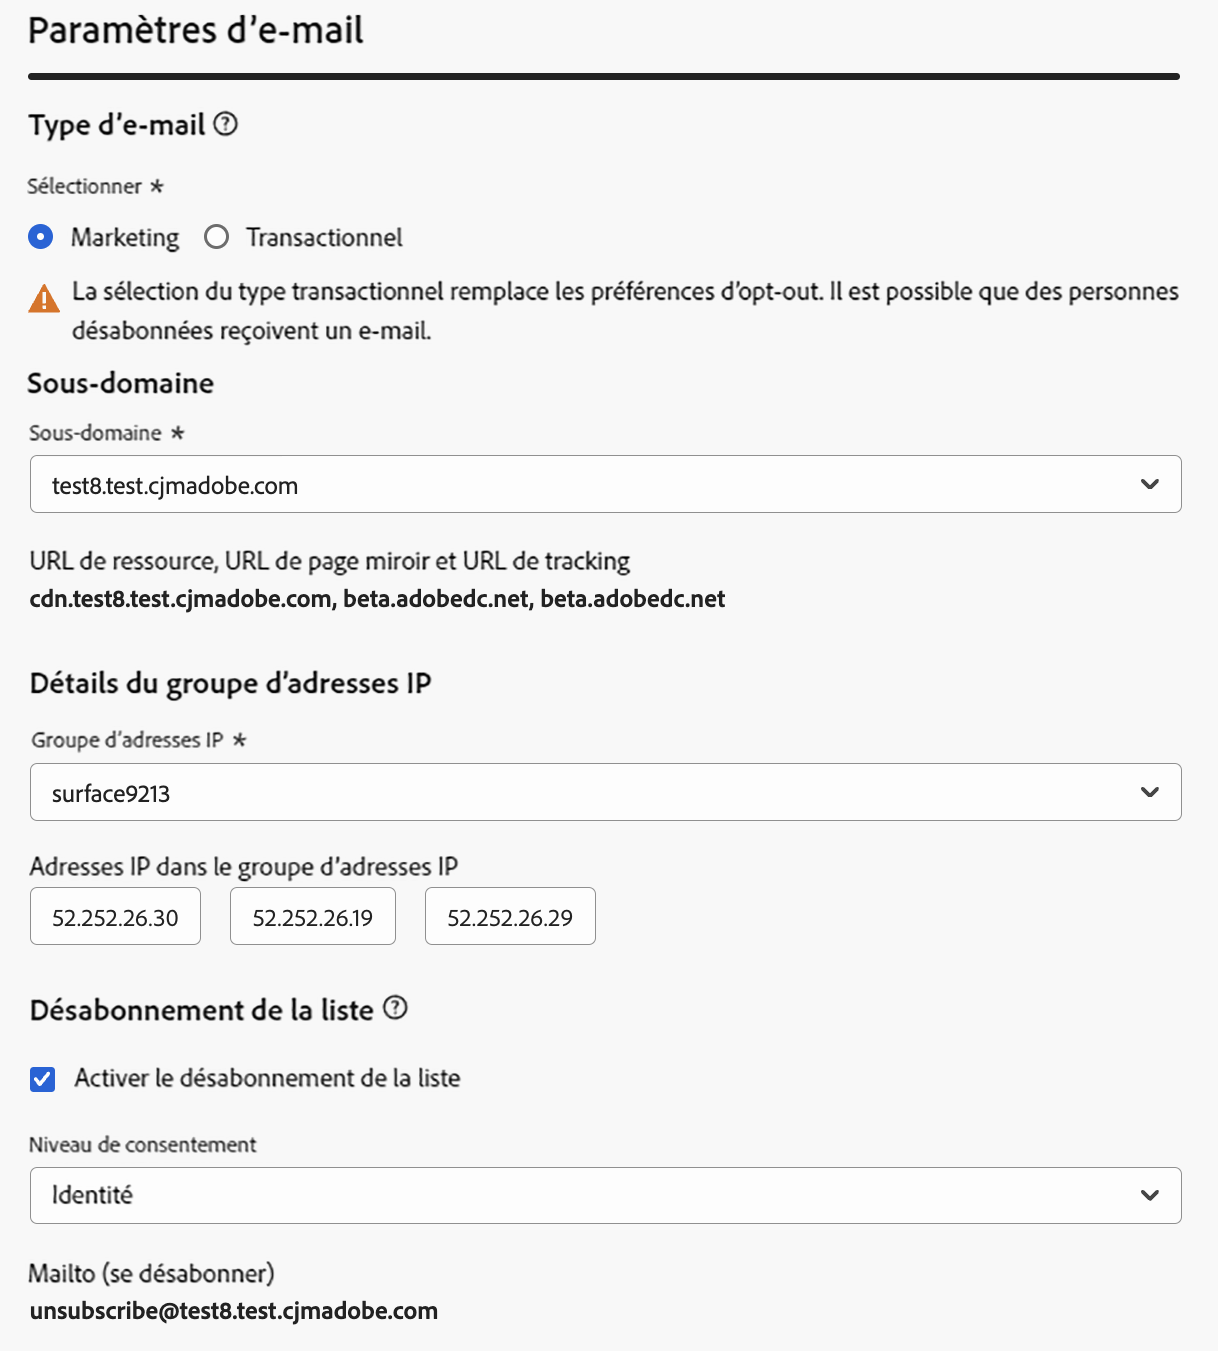 Paramètres d’e-mail
Type d’e-mail ?
Sélectionner *
Marketing Transactionnel
La sélection du type transactionnel remplace les préférences d’opt-out. Il est possible que des personnes
désabonnées reçoivent un e-mail.
Sous-domaine
Sous-domaine *
test8.test.cjmadobe.com
URL de ressource, URL de page miroir et URL de tracking
cdn.test8.test.cjmadobe.com, beta.adobedc.net, beta.adobedc.net
Détails du groupe d’adresses IP
Groupe d’adresses IP *
surface9213
Adresses IP dans le groupe d’adresses IP
52.252.26.30 52.252.26.19 52.252.26.29
Désabonnement de la liste ?
Activer le désabonnement de la liste
Niveau de consentement
Identité
Mailto (se désabonner)
unsubscribe@test8.test.cjmadobe.com